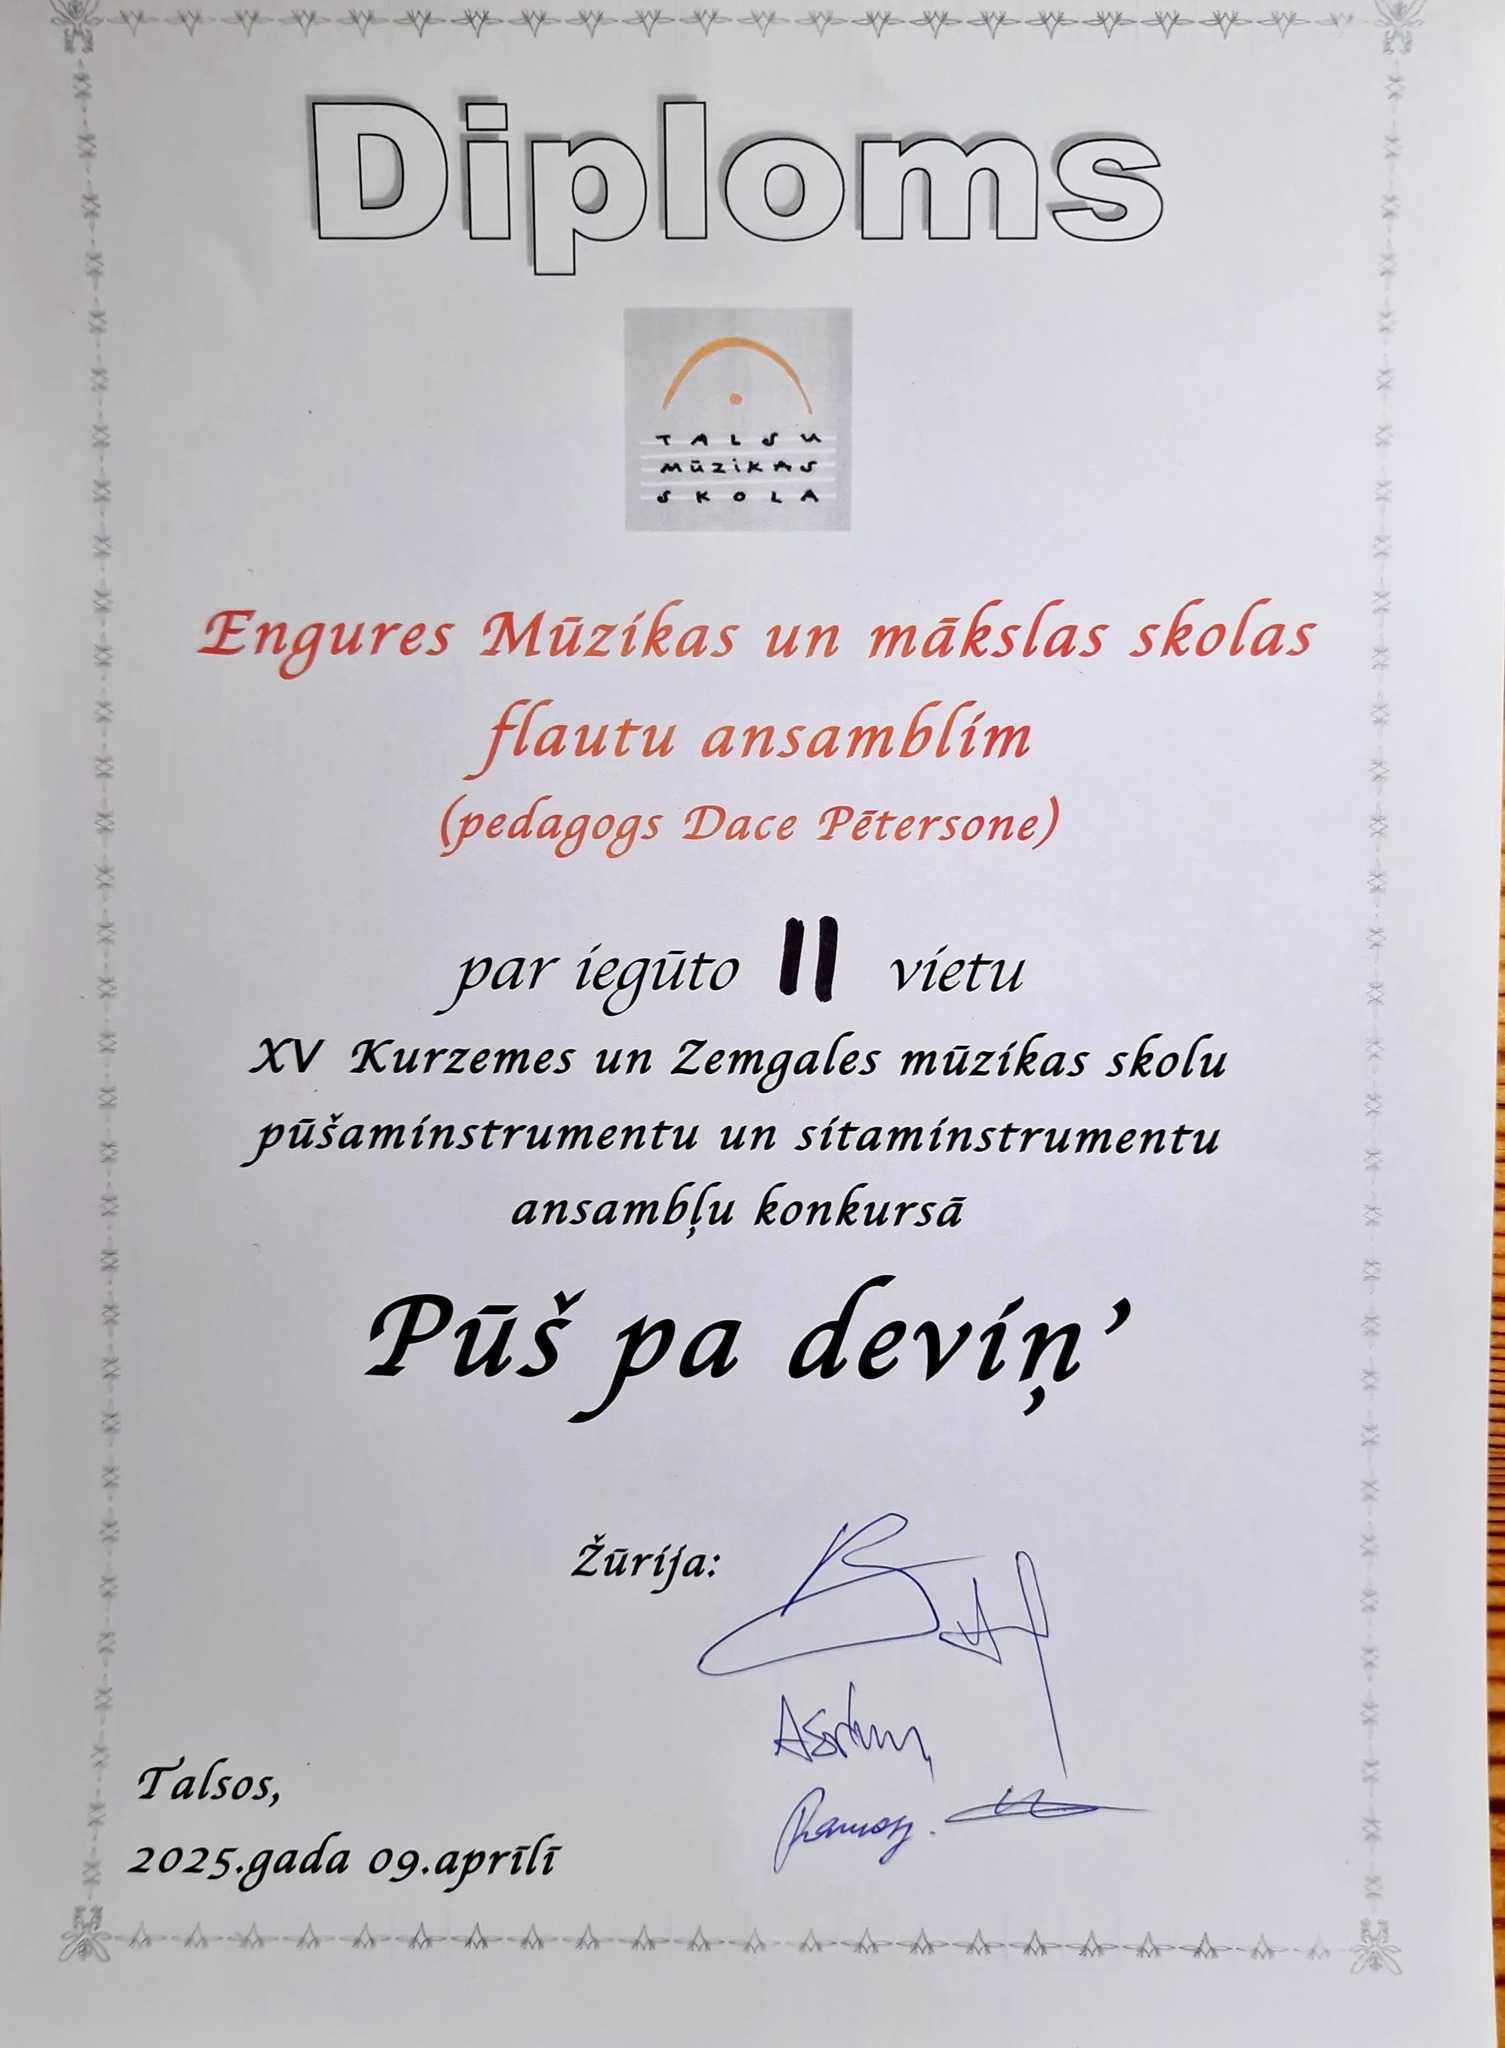 Diploms
TALSU
MŪZIKAS
SKOLA
Engures Mūzikas un mākslas skolas
flautu ansamblim
(pedagogs Dace Pētersone)
par iegūto II vietu
XV Kurzemes un Zemgales mūzikas skolu
pūšaminstrumentu un sitaminstrumentu
ansambļu konkursā
Pūš pa deviņ’
Žūrija:
Talsos,
2025.gada 09.aprīlī